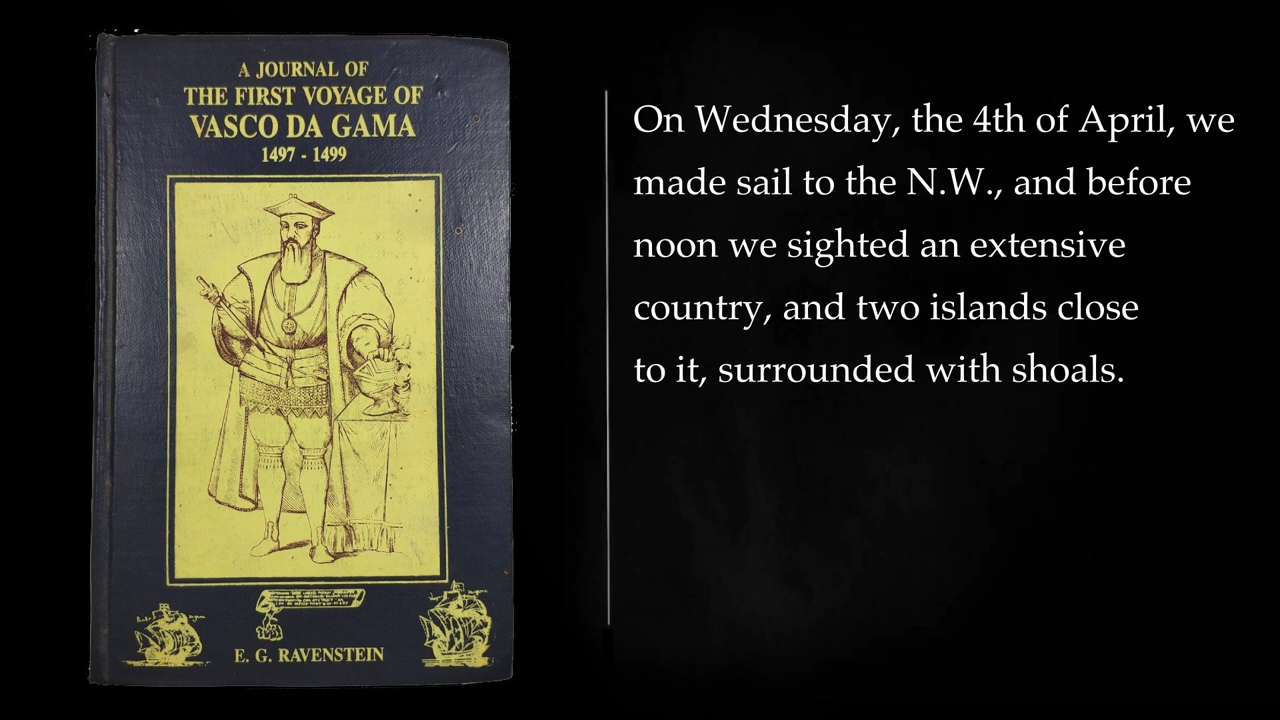 A JOURNAL OF
THE FIRST VOYAGE OF
VASCO DA GAMA
1497 - 1499
E. G. RAVENSTEIN
On Wednesday, the 4th of April, we
made sail to the N.W., and before
noon we sighted an extensive
country, and two islands close
to it, surrounded with shoals.